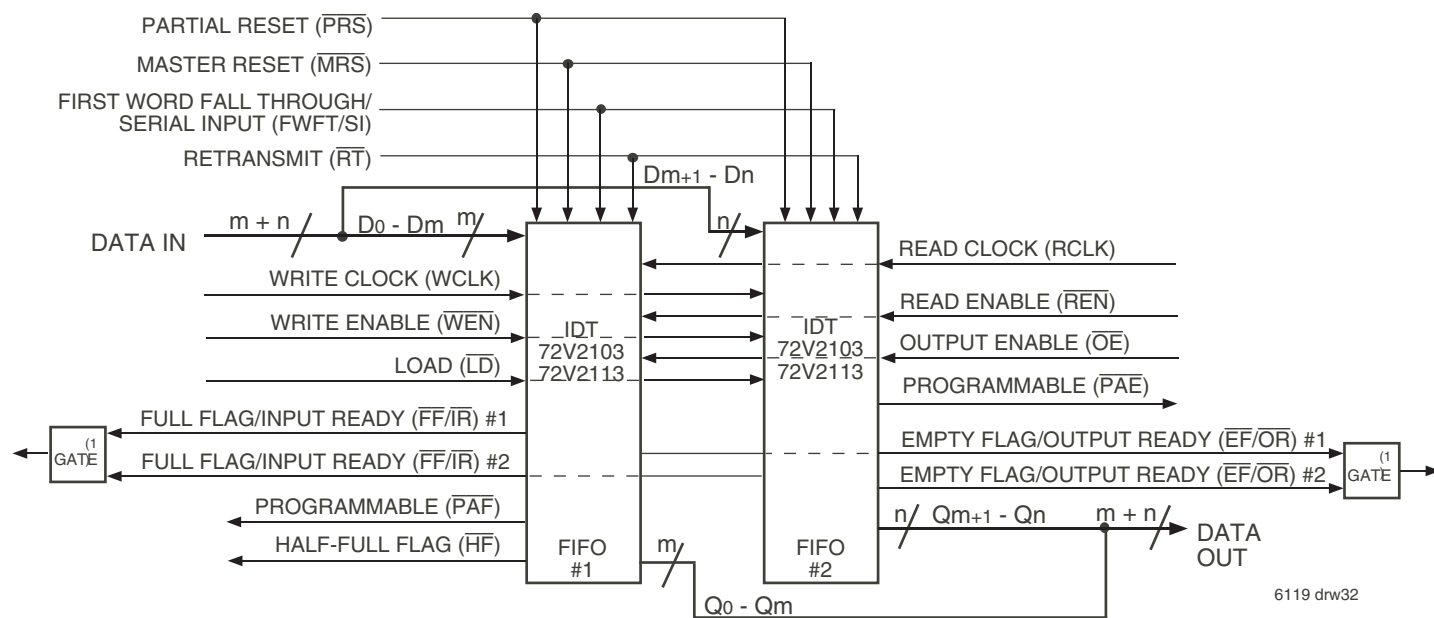 PARTIAL RESET (PRS)
MASTER RESET (MRS)
FIRST WORD FALL THROUGH/
SERIAL INPUT (FWFT/SI)
RETRANSMIT (RT)
Dm+1 - Dn
m + n
D0 - Dm
m
n
DATA IN
READ CLOCK (RCLK)
WRITE CLOCK (WCLK)
READ ENABLE (REN)
WRITE ENABLE (WEN)
IDT
72V2103
72V2113
IDT
72V2103
72V2113
OUTPUT ENABLE (OE)
LOAD (LD)
PROGRAMMABLE (PAE)
FULL FLAG/INPUT READY (FF/IR) #1
EMPTY FLAG/OUTPUT READY (EF/OR) #1
(1
GATE)
(1
GATE)
FULL FLAG/INPUT READY (FF/IR) #2
EMPTY FLAG/OUTPUT READY (EF/OR) #2
PROGRAMMABLE (PAF)
n
Qm+1 - Qn
m + n
DATA
OUT
HALF-FULL FLAG (HF)
FIFO
#1
m
FIFO
#2
Q0 - Qm
6119 drw32